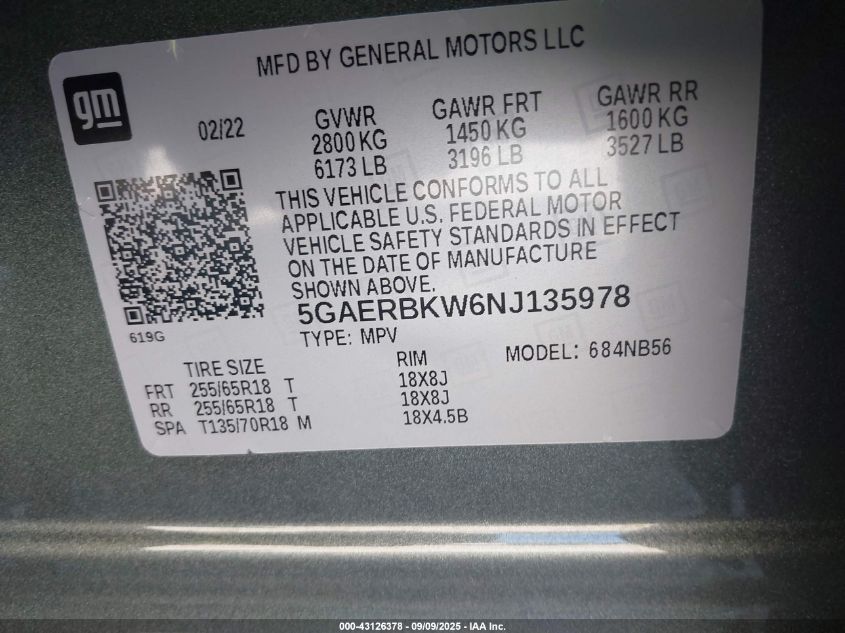 MFD BY GENERAL MOTORS LLC
gm
02/22
GVWR GAWR FRT GAWR RR
2800 KG 1450 KG 1600 KG
6173 LB 3196 LB 3527 LB
THIS VEHICLE CONFORMS TO ALL
APPLICABLE U.S. FEDERAL MOTOR
VEHICLE SAFETY STANDARDS IN EFFECT
ON THE DATE OF MANUFACTURE
SHOWN ABOVE.
5GAERBKW6NJ135978
619G
TYPE: MPV
TIRE SIZE RIM MODEL: 684NB56
FRT 255/65R18 T 18X8J
RR 255/65R18 T 18X8J
SPA T135/70R18 M 18X4.5B
000-43126378 - 09/09/2025 - IAA Inc.